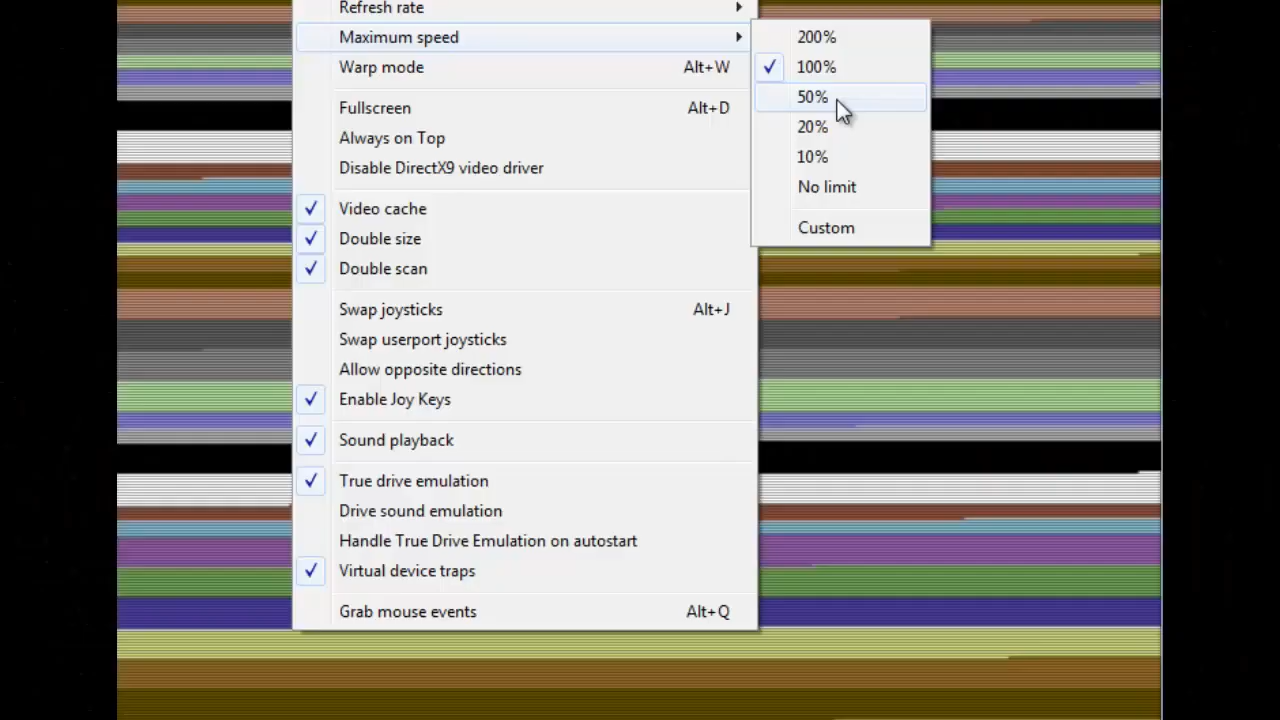 Refresh rate
Maximum speed
Warp mode Alt+W
Fullscreen Alt+D
Always on Top
Disable DirectX9 video driver
Video cache
Double size
Double scan
Swap joysticks Alt+J
Swap userport joysticks
Allow opposite directions
Enable Joy Keys
Sound playback
True drive emulation
Drive sound emulation
Handle True Drive Emulation on autostart
Virtual device traps
Grab mouse events Alt+Q
200%
100%
50%
20%
10%
No limit
Custom